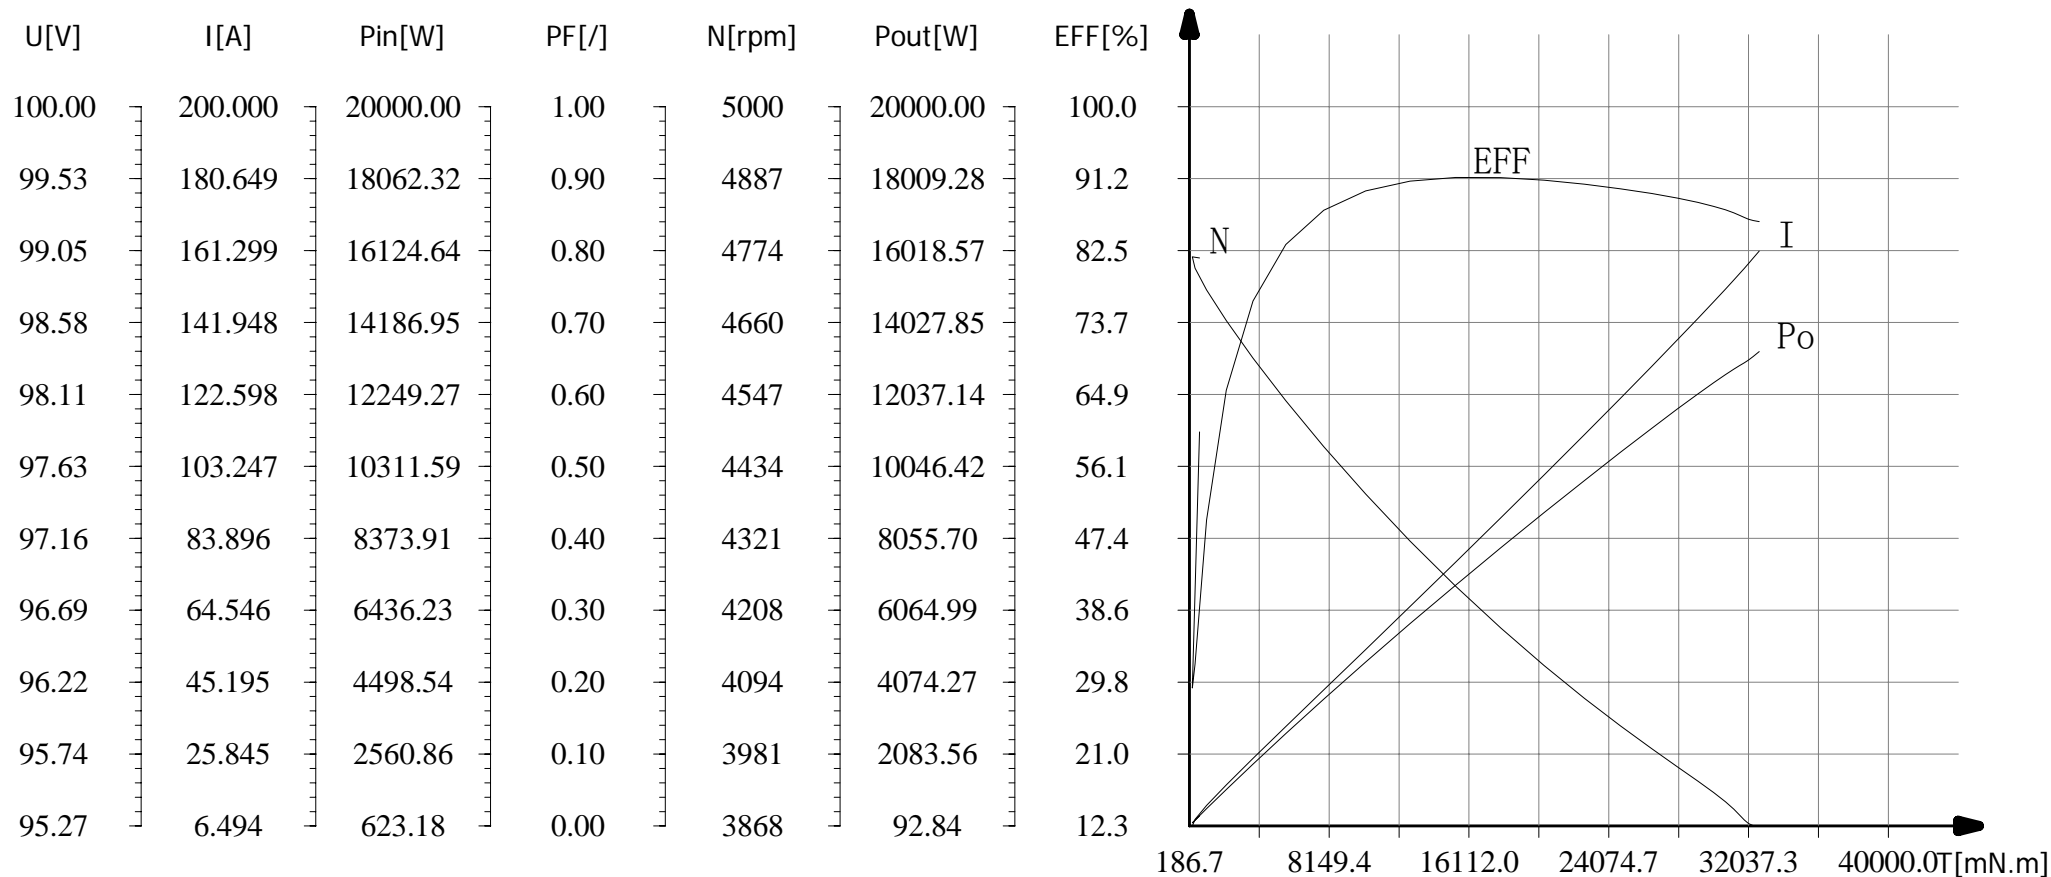 U[V] I[A] Pin[W] PF[/] N[rpm] Pout[W] EFF[%]
100.00 200.000 20000.00 1.00 5000 20000.00 100.0
EFF
99.53 180.649 18062.32 0.90 4887 18009.28 91.2
N I
99.05 161.299 16124.64 0.80 4774 16018.57 82.5
98.58 141.948 14186.95 0.70 4660 14027.85 73.7
Po
98.11 122.598 12249.27 0.60 4547 12037.14 64.9
97.63 103.247 10311.59 0.50 4434 10046.42 56.1
97.16 83.896 8373.91 0.40 4321 8055.70 47.4
96.69 64.546 6436.23 0.30 4208 6064.99 38.6
96.22 45.195 4498.54 0.20 4094 4074.27 29.8
95.74 25.845 2560.86 0.10 3981 2083.56 21.0
95.27 6.494 623.18 0.00 3868 92.84 12.3
186.7 8149.4 16112.0 24074.7 32037.3 40000.0 T[mN.m]